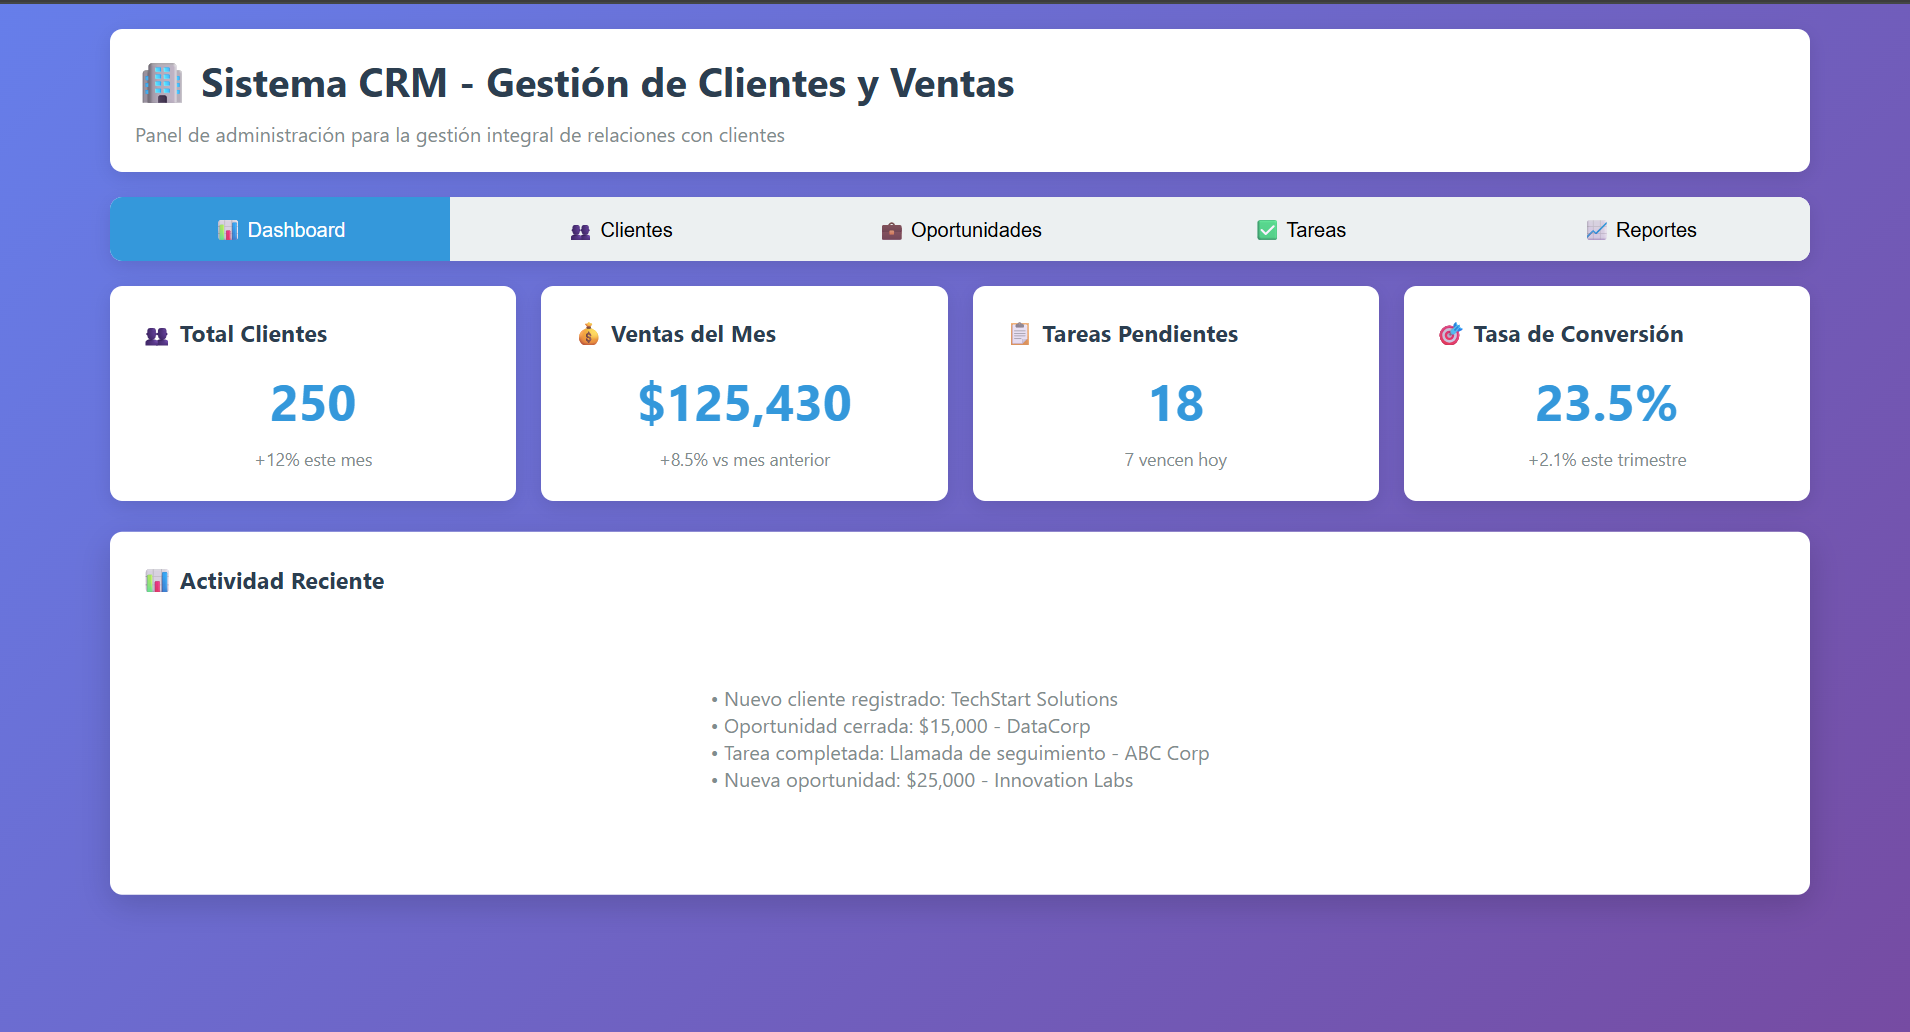 Sistema CRM - Gestión de Clientes y Ventas
Panel de administración para la gestión integral de relaciones con clientes
Dashboard
Clientes
Oportunidades
Tareas
Reportes
Total Clientes
250
+12% este mes
Ventas del Mes
$125,430
+8.5% vs mes anterior
Tareas Pendientes
18
7 vencen hoy
Tasa de Conversión
23.5%
+2.1% este trimestre
Actividad Reciente
• Nuevo cliente registrado: TechStart Solutions
• Oportunidad cerrada: $15,000 - DataCorp
• Tarea completada: Llamada de seguimiento - ABC Corp
• Nueva oportunidad: $25,000 - Innovation Labs